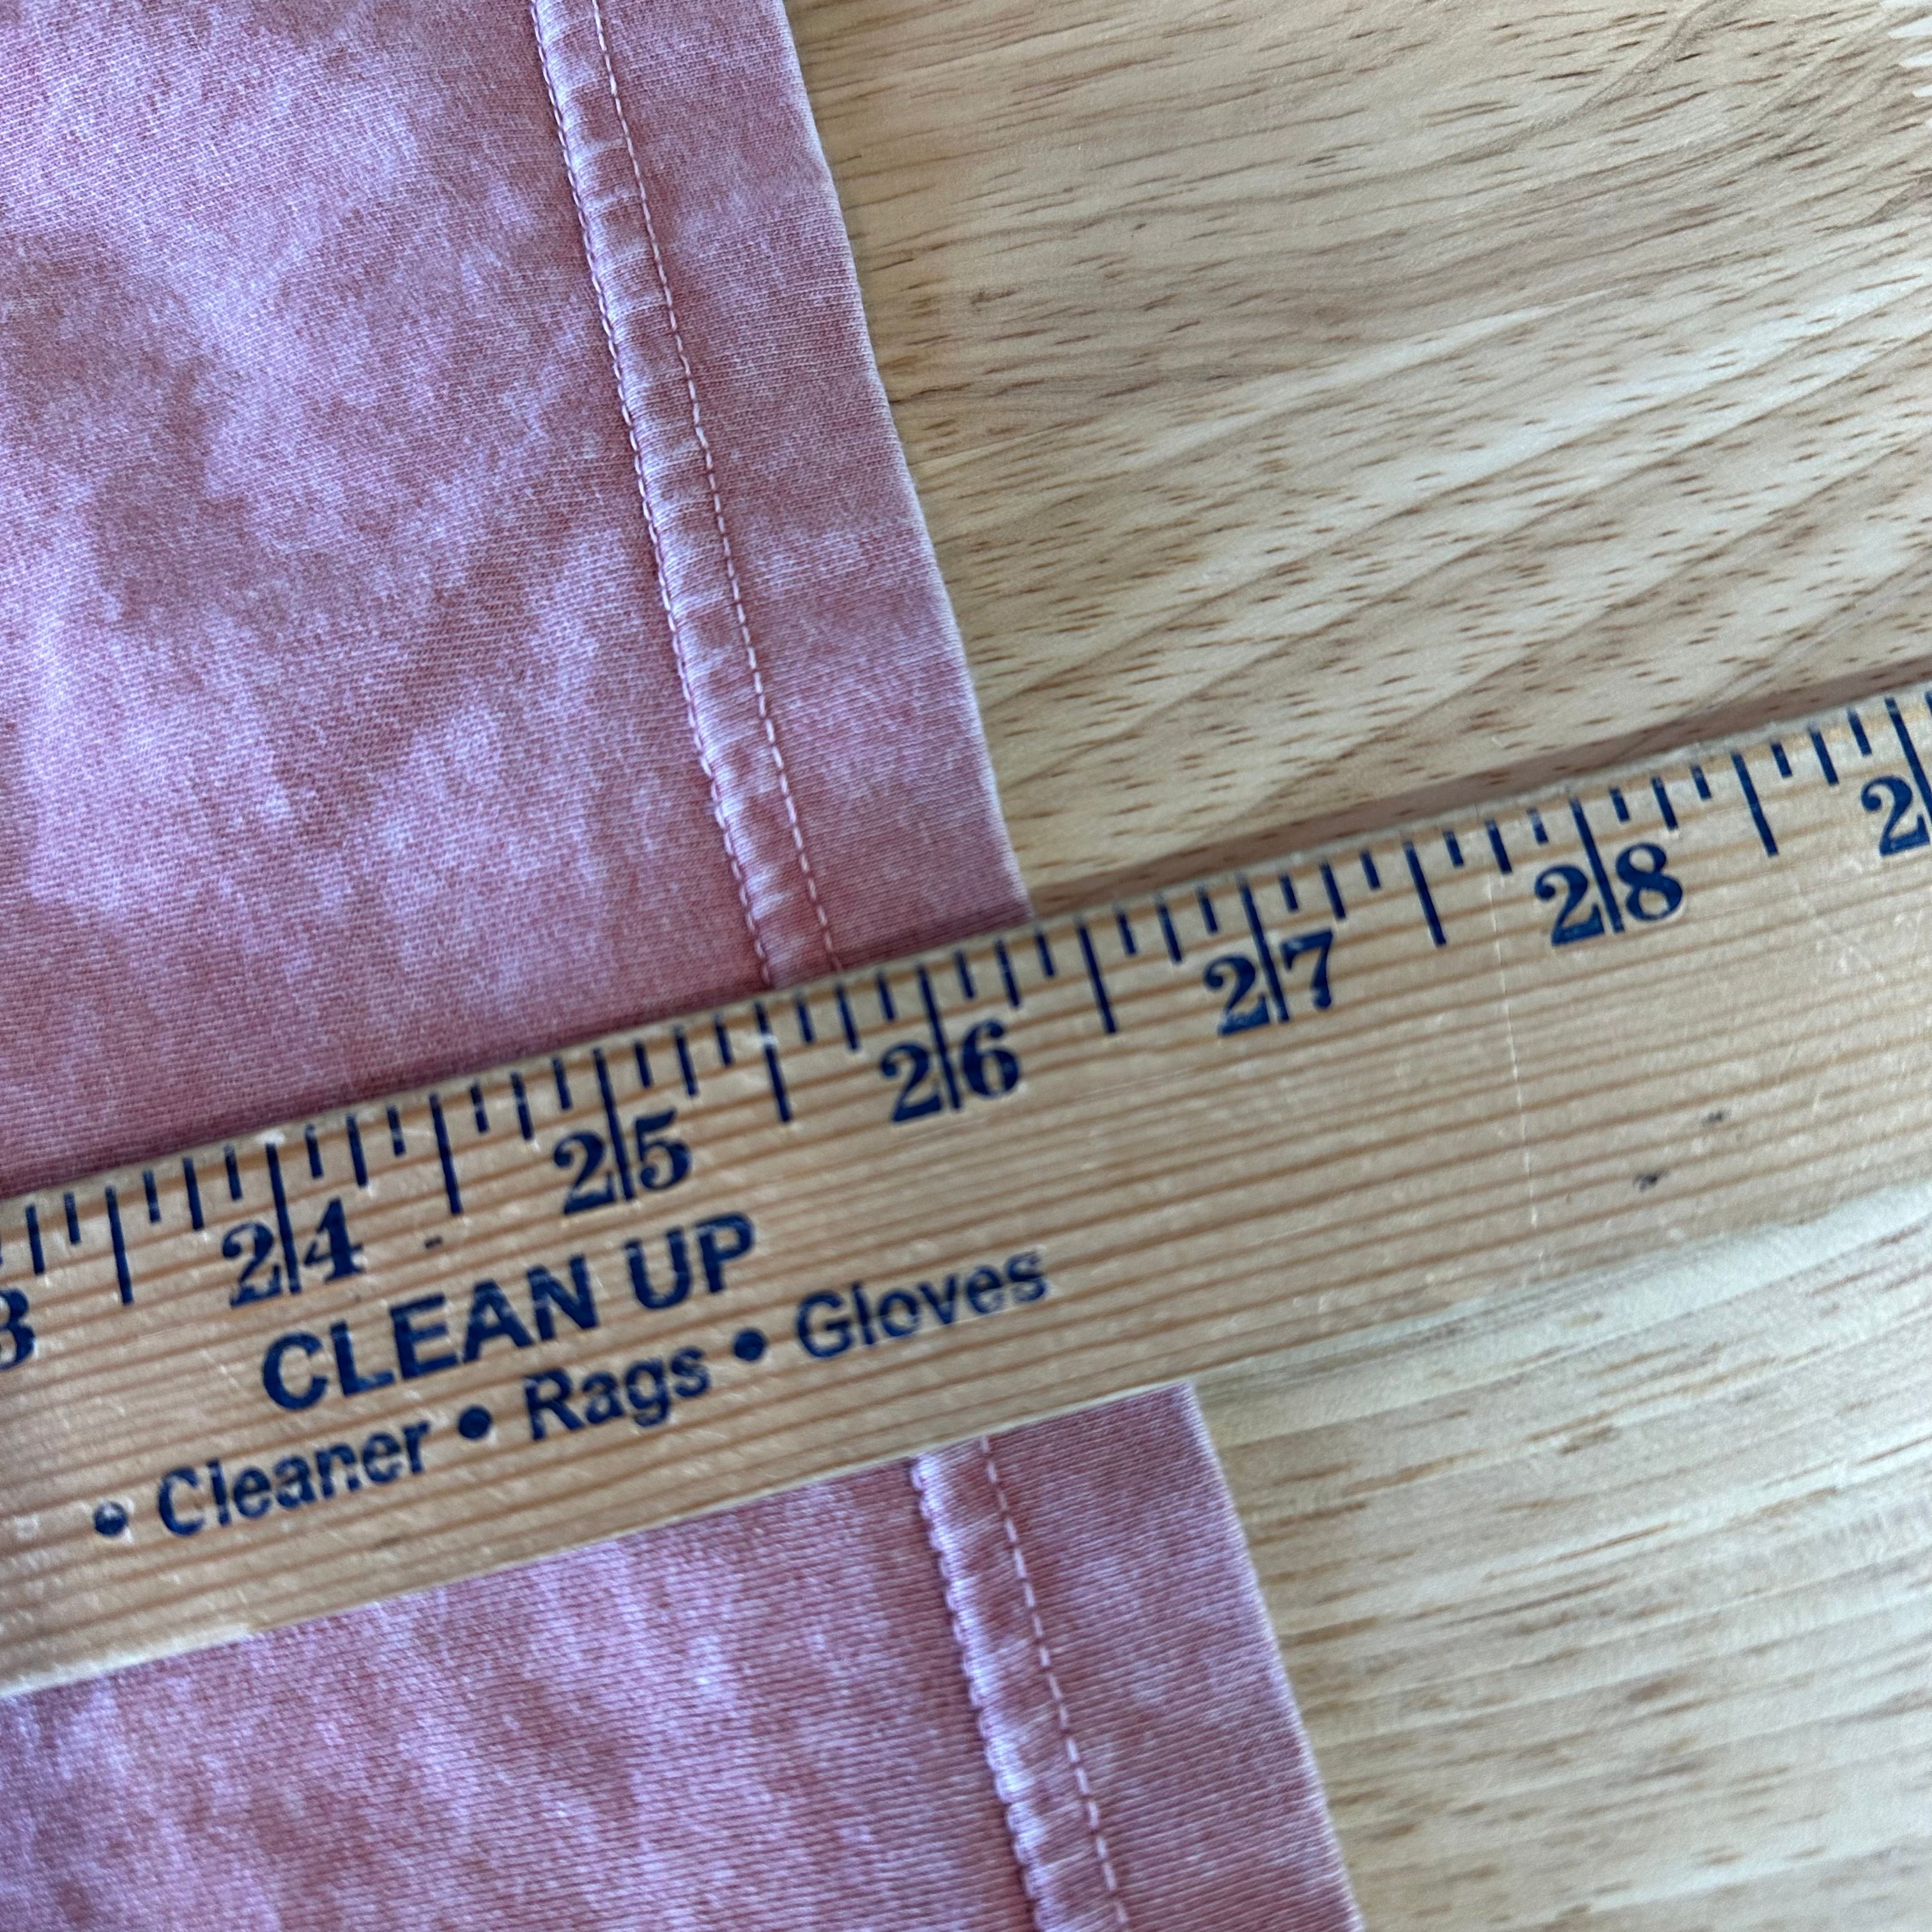 24 25 26 27 28
CLEAN UP
• Cleaner • Rags • Gloves